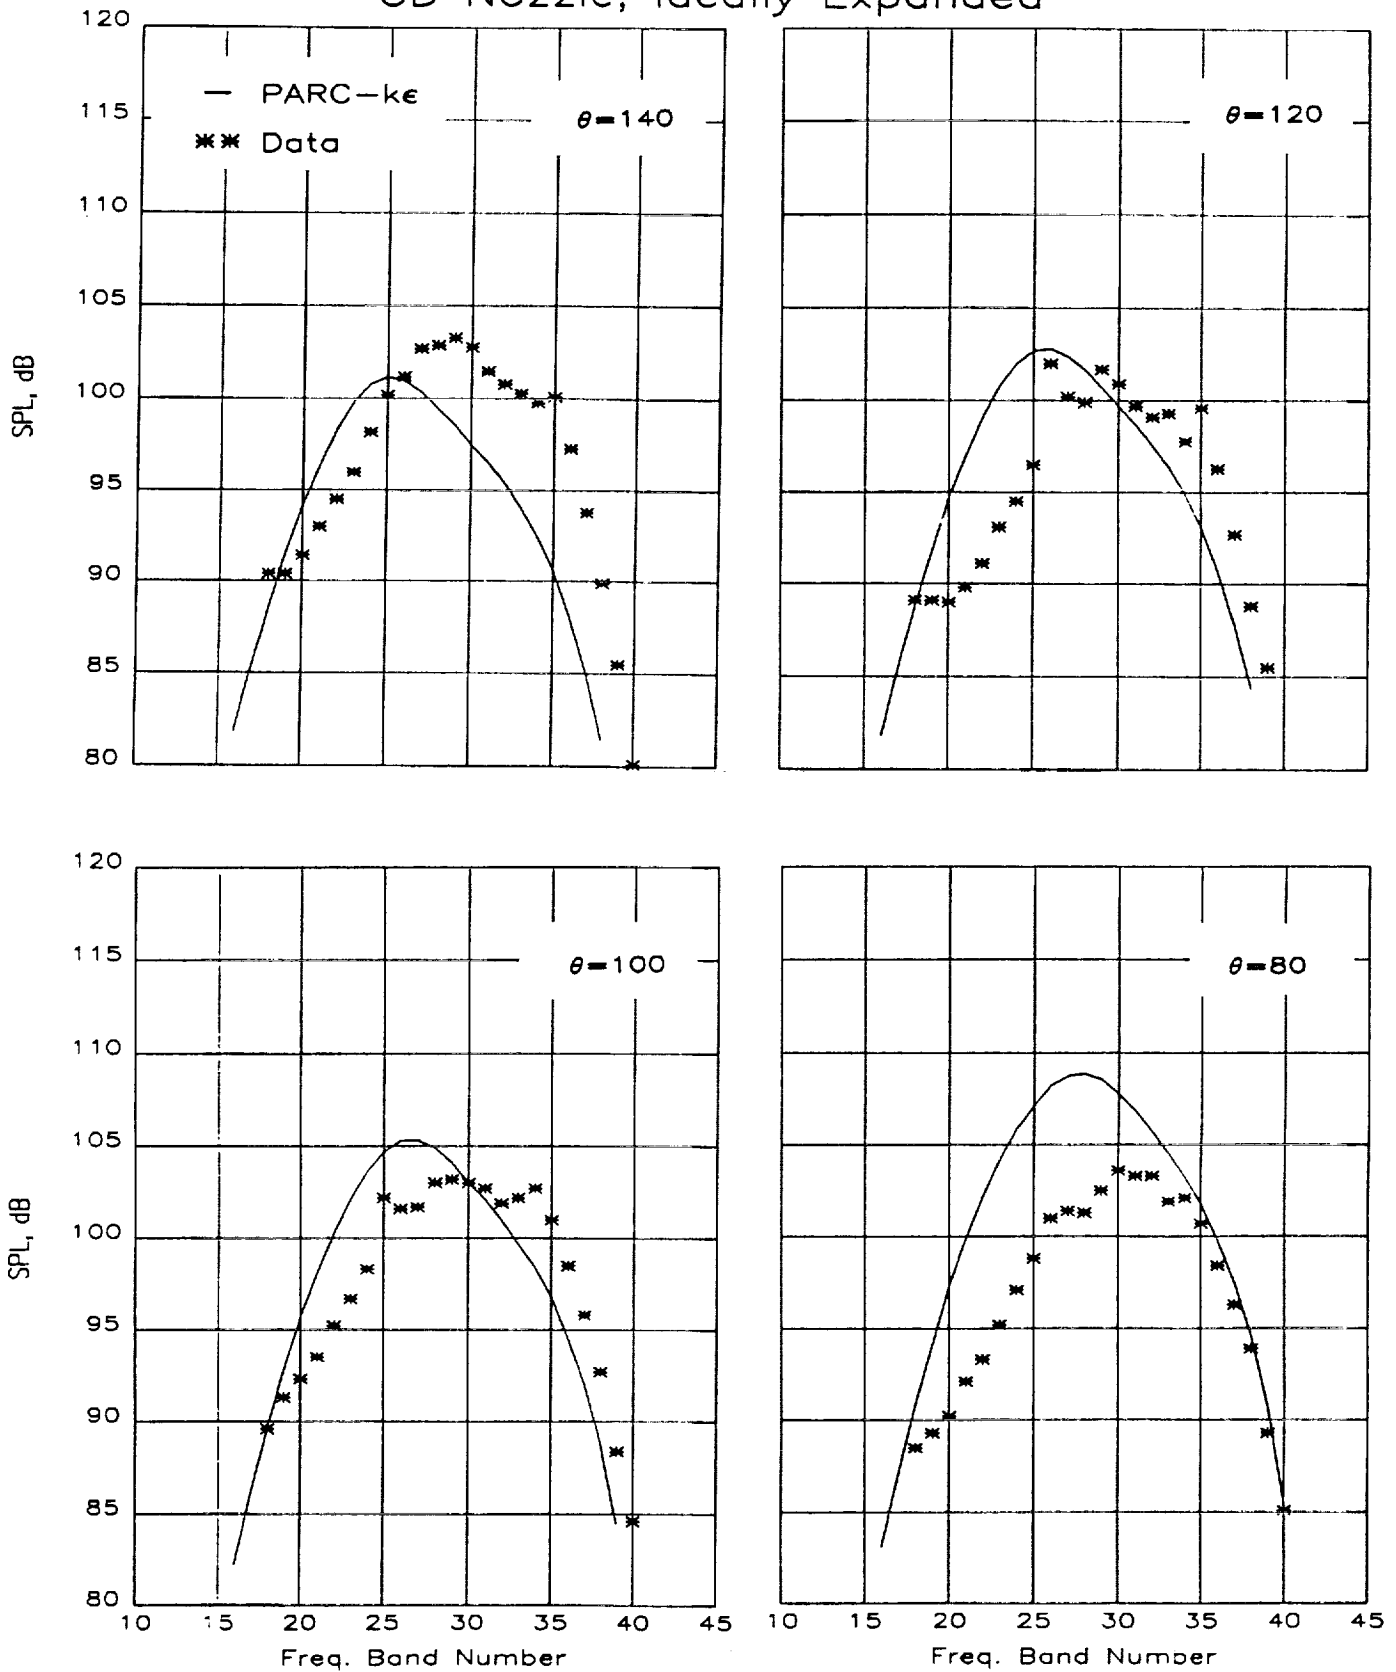 CD Nozzle, Ideally Expanded
120
115
110
105
100
95
90
85
80
SPL, dB
— PARC-kϵ
** Data
θ=140
θ=120
120
115
110
105
100
95
90
85
80
SPL, dB
θ=100
θ=80
10 15 20 25 30 35 40 45
10 15 20 25 30 35 40 45
Freq. Band Number
Freq. Band Number